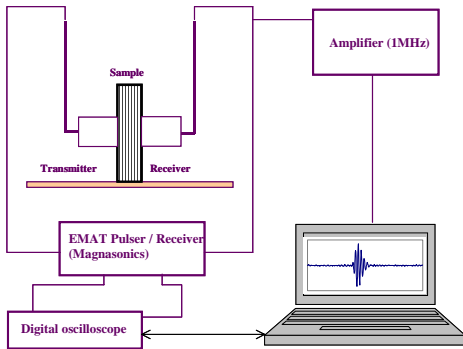 Amplifier (1MHz)
Sample
Transmitter
Receiver
EMAT Pulser / Receiver
(Magnasonics)
Digital oscilloscope